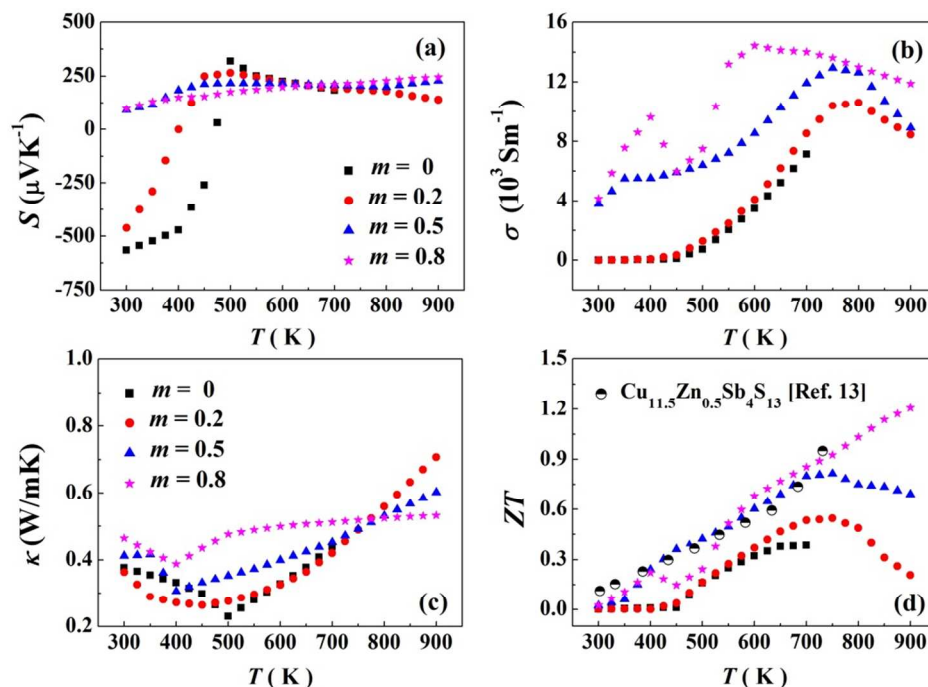 500
250
0
-250
-500
-750
S (μVK⁻¹)
(a)
m = 0
m = 0.2
m = 0.5
m = 0.8
300 400 500 600 700 800 900
T ( K )
16
12
8
4
0
σ (10³ Sm⁻¹)
(b)
300 400 500 600 700 800 900
T ( K )
1.0
0.8
0.6
0.4
0.2
κ (W/mK)
m = 0
m = 0.2
m = 0.5
m = 0.8
(c)
300 400 500 600 700 800 900
T ( K )
1.5
1.2
0.9
0.6
0.3
0.0
ZT
Cu₁₁.₅Zn₀.₅Sb₄S₁₃ [Ref. 13]
(d)
300 400 500 600 700 800 900
T ( K )